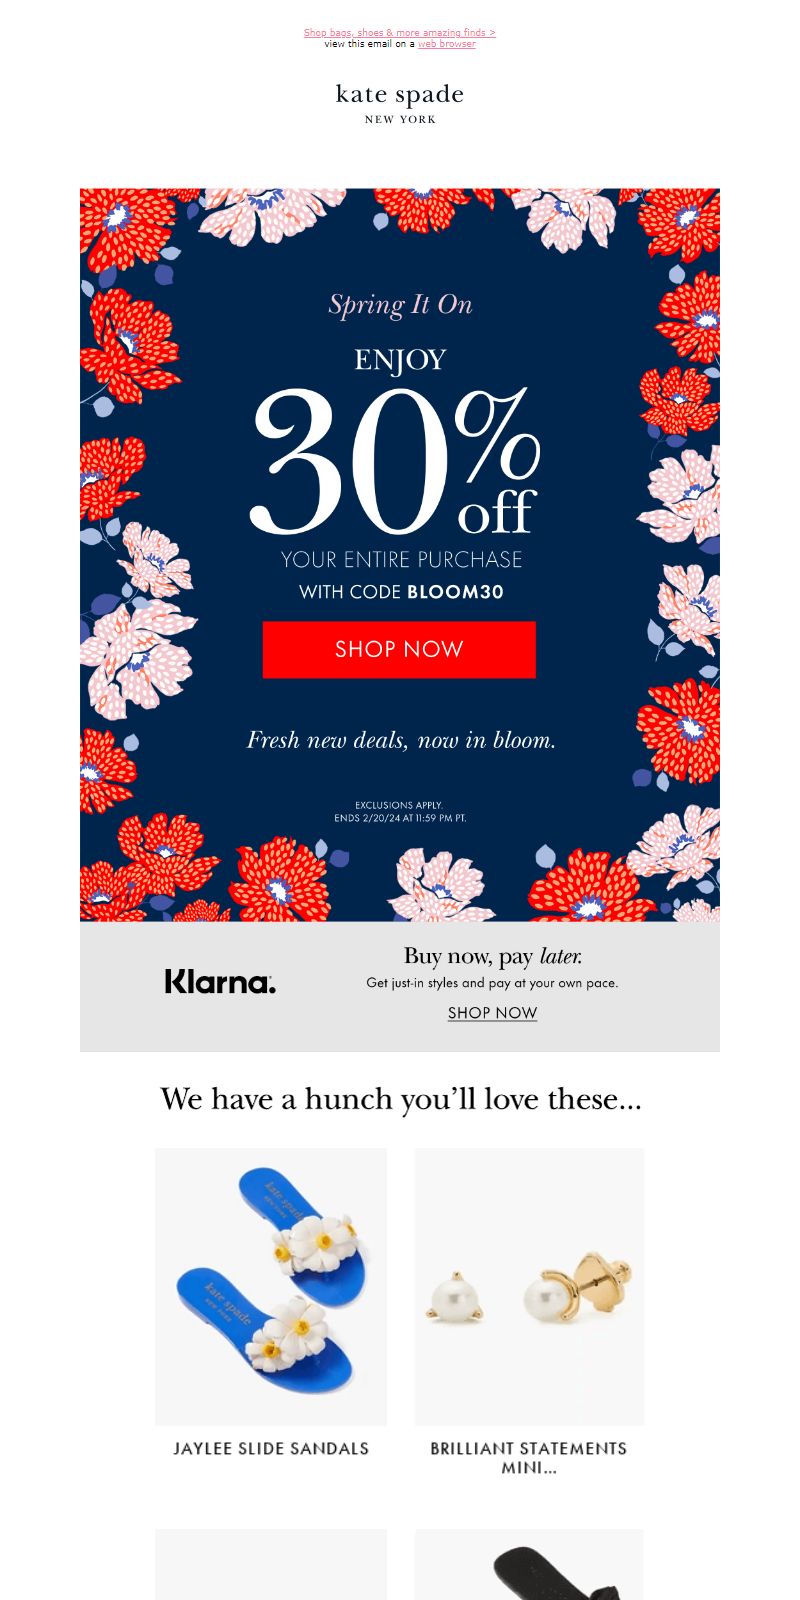 Shop bags, shoes & more amazing finds >
view this email on a web browser
kate spade
NEW YORK
Spring It On
ENJOY
30% off
YOUR ENTIRE PURCHASE
WITH CODE BLOOM30
SHOP NOW
Fresh new deals, now in bloom.
EXCLUSIONS APPLY.
ENDS 2/20/24 AT 11:59 PM PT.
Klarna.
Buy now, pay later.
Get just-in styles and pay at your own pace.
SHOP NOW
We have a hunch you’ll love these...
kate spade
NEW YORK
kate spade
NEW YORK
JAYLEE SLIDE SANDALS
BRILLIANT STATEMENTS
MINI...